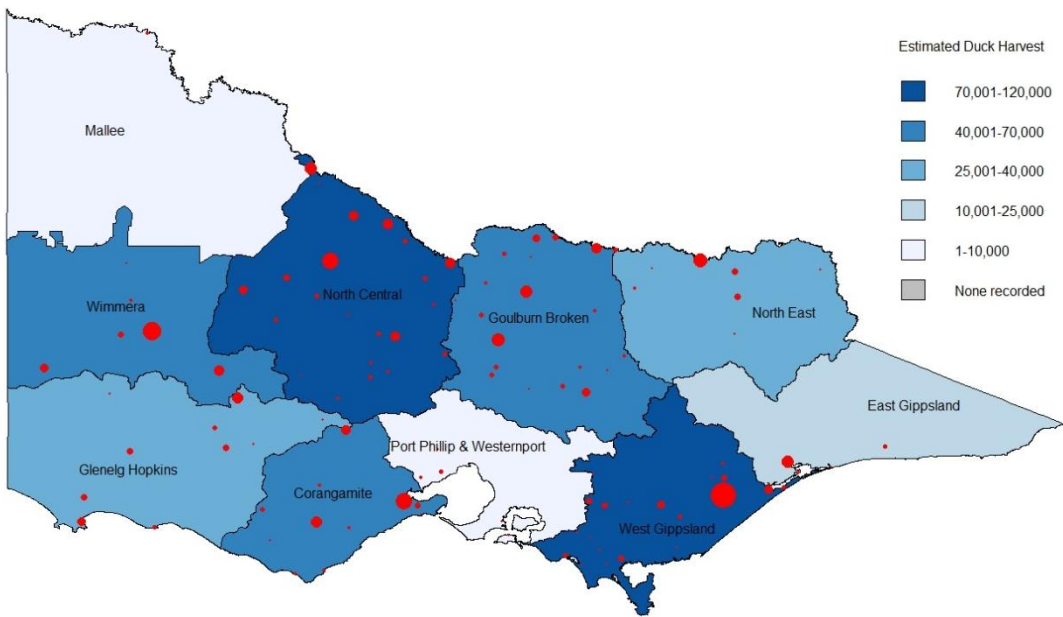 Estimated Duck Harvest
70,001-120,000
40,001-70,000
25,001-40,000
10,001-25,000
1-10,000
None recorded
Mallee
Wimmera
North Central
Goulburn Broken
North East
East Gippsland
Port Phillip & Westernport
Glenelg Hopkins
Corangamite
West Gippsland